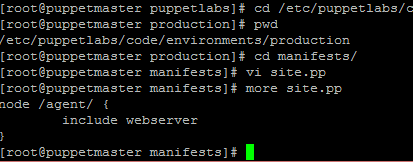 [root@puppetmaster puppetlabs]# cd /etc/puppetlabs/c
[root@puppetmaster production]# pwd
/etc/puppetlabs/code/environments/production
[root@puppetmaster production]# cd manifests/
[root@puppetmaster manifests]# vi site.pp
[root@puppetmaster manifests]# more site.pp
node /agent/ {
        include webserver
}
[root@puppetmaster manifests]#